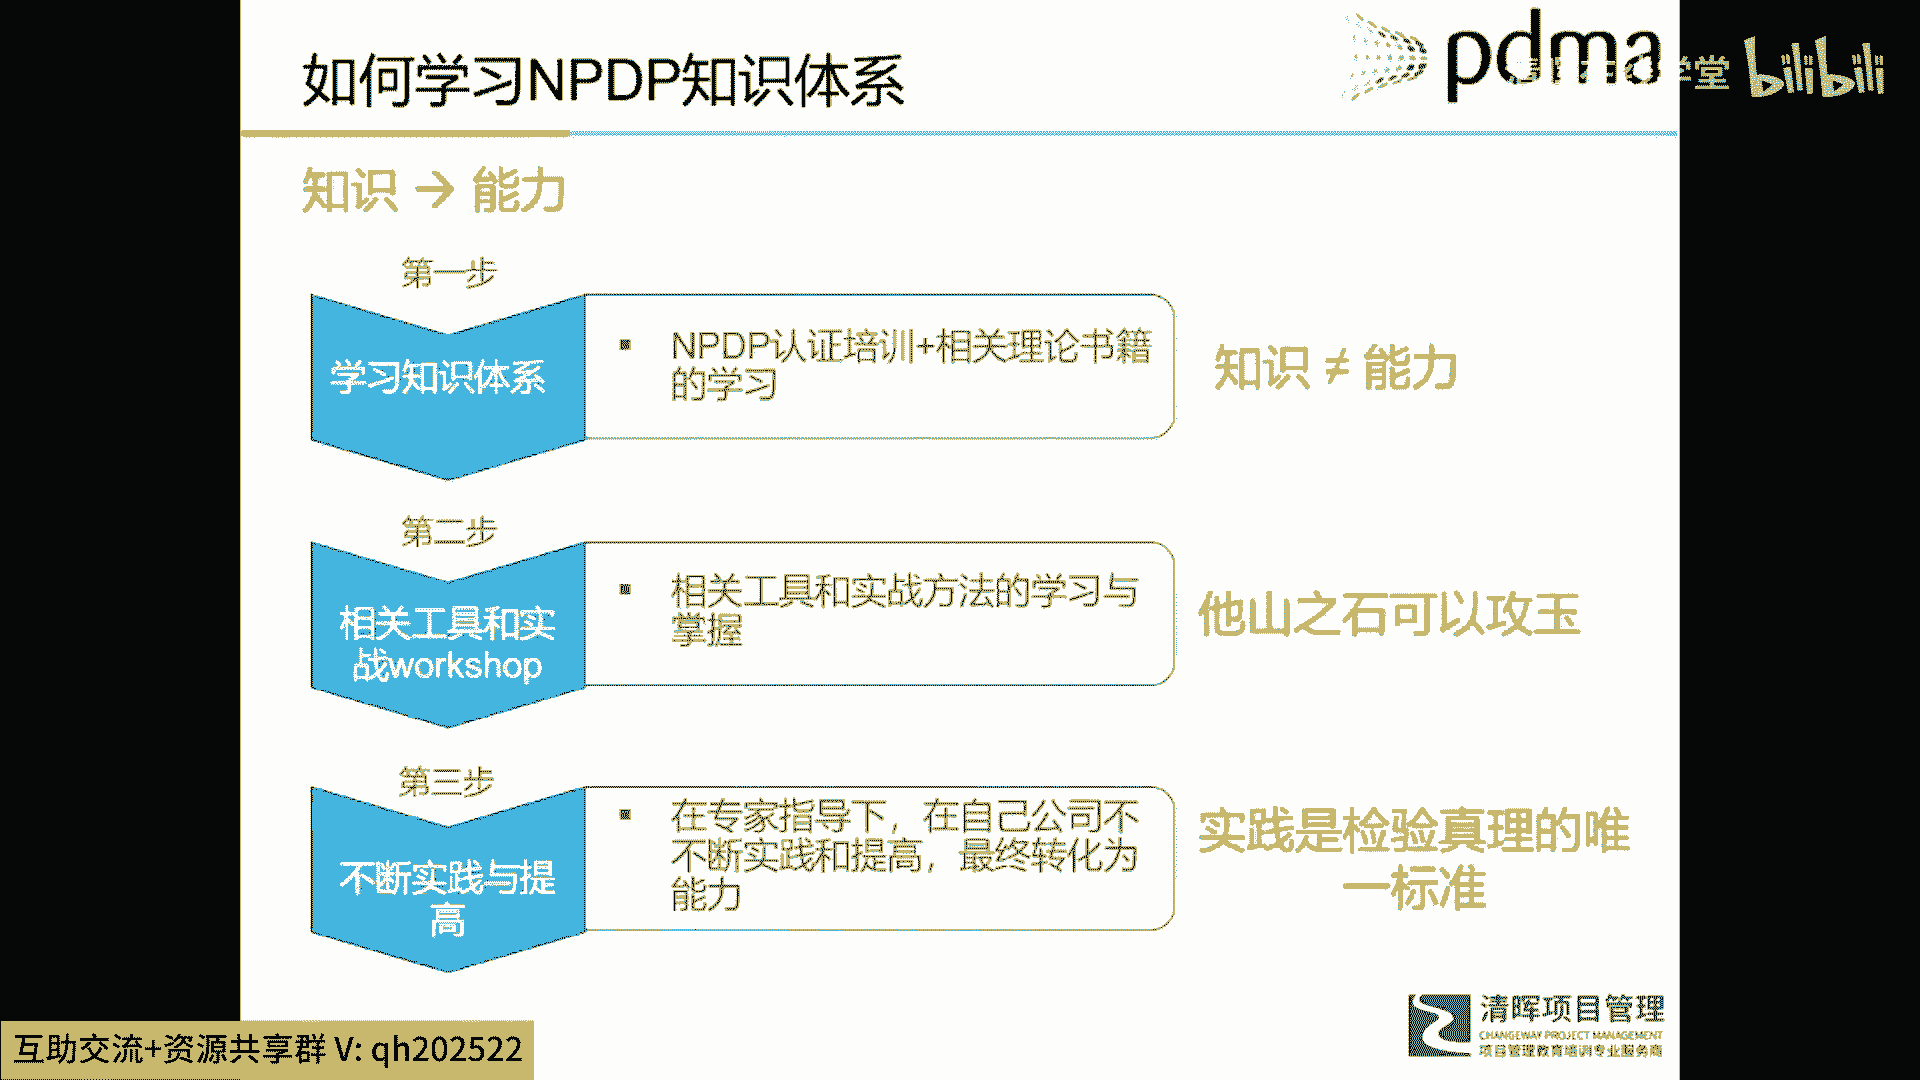 如何学习NPDP知识体系
pdma
学堂 bilibili
知识 → 能力
第一步
学习知识体系
▪ NPDP认证培训+相关理论书籍
的学习
知识 ≠ 能力
第二步
相关工具和实
战workshop
▪ 相关工具和实战方法的学习与
掌握
他山之石可以攻玉
第三步
不断实践与提
高
▪ 在专家指导下，在自己公司不
不断实践和提高，最终转化为
能力
实践是检验真理的唯
一标准
清晖项目管理
CHANGEWAY PROJECT MANAGEMENT
项目管理教育培训专业服务商
互助交流+资源共享群 V: qh202522